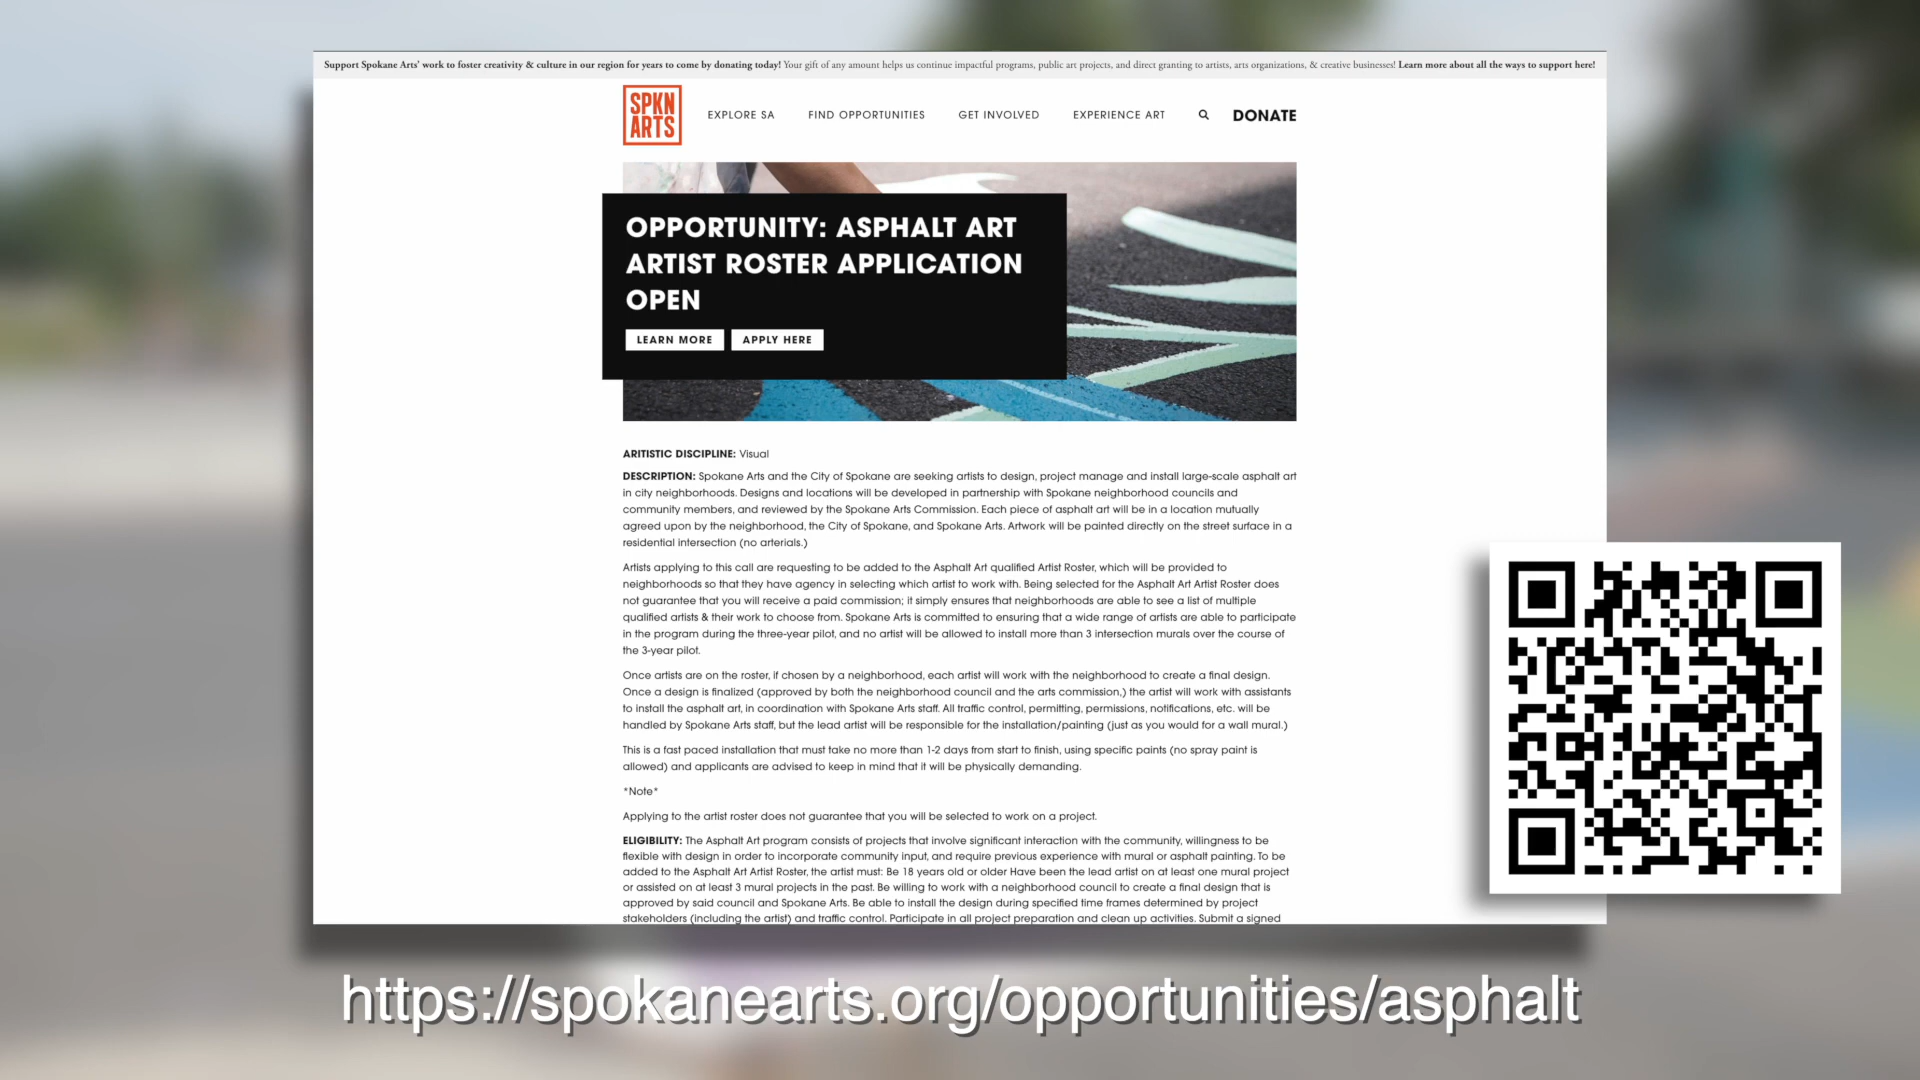 Support Spokane Arts' work to foster creativity & culture in our region for years to come by donating today! Your gift of any amount helps us continue impactful programs, public art projects, and direct granting to artists, arts organizations, & creative businesses! Learn more about all the ways to support here!
SPKN
ARTS
EXPLORE SA
FIND OPPORTUNITIES
GET INVOLVED
EXPERIENCE ART
DONATE
OPPORTUNITY: ASPHALT ART
ARTIST ROSTER APPLICATION
OPEN
LEARN MORE
APPLY HERE
ARITISTIC DISCIPLINE: Visual
DESCRIPTION: Spokane Arts and the City of Spokane are seeking artists to design, project manage and install large-scale asphalt art
in city neighborhoods. Designs and locations will be developed in partnership with Spokane neighborhood councils and
community members, and reviewed by the Spokane Arts Commission. Each piece of asphalt art will be in a location mutually
agreed upon by the neighborhood, the City of Spokane, and Spokane Arts. Artwork will be painted directly on the street surface in a
residential intersection (no arterials.)
Artists applying to this call are requesting to be added to the Asphalt Art qualified Artist Roster, which will be provided to
neighborhoods so that they have agency in selecting which artist to work with. Being selected for the Asphalt Art Artist Roster does
not guarantee that you will receive a paid commission; it simply ensures that neighborhoods are able to see a list of multiple
qualified artists & their work to choose from. Spokane Arts is committed to ensuring that a wide range of artists are able to participate
in the program during the three-year pilot, and no artist will be allowed to install more than 3 intersection murals over the course of
the 3-year pilot.
Once artists are on the roster, if chosen by a neighborhood, each artist will work with the neighborhood to create a final design.
Once a design is finalized (approved by both the neighborhood council and the arts commission,) the artist will work with assistants
to install the asphalt art, in coordination with Spokane Arts staff. All traffic control, permitting, permissions, notifications, etc. will be
handled by Spokane Arts staff, but the lead artist will be responsible for the installation/painting (just as you would for a wall mural.)
This is a fast paced installation that must take no more than 1-2 days from start to finish, using specific paints (no spray paint is
allowed) and applicants are advised to keep in mind that it will be physically demanding.
*Note*
Applying to the artist roster does not guarantee that you will be selected to work on a project.
ELIGIBILITY: The Asphalt Art program consists of projects that involve significant interaction with the community, willingness to be
flexible with design in order to incorporate community input, and require previous experience with mural or asphalt painting. To be
added to the Asphalt Art Artist Roster, the artist must: Be 18 years old or older Have been the lead artist on at least one mural project
or assisted on at least 3 mural projects in the past. Be willing to work with a neighborhood council to create a final design that is
approved by said council and Spokane Arts. Be able to install the design during specified time frames determined by project
stakeholders (including the artist) and traffic control. Participate in all project preparation and clean up activities. Submit a signed
https://spokanearts.org/opportunities/asphalt